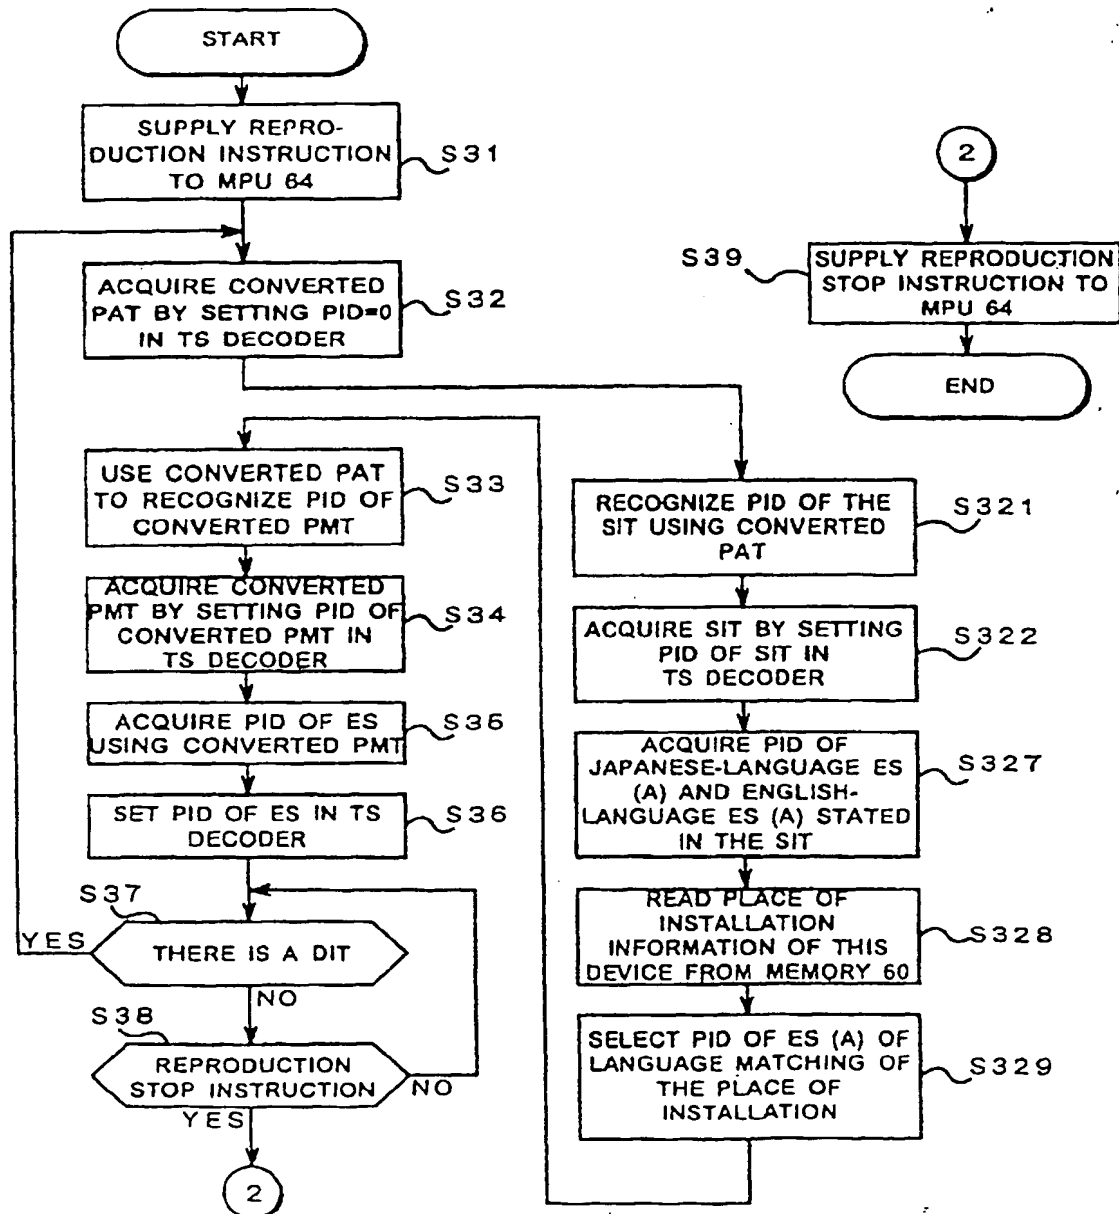 START
SUPPLY REPRO-
DUCTION INSTRUCTION
TO MPU 64
S31
ACQUIRE CONVERTED
PAT BY SETTING PID=0
IN TS DECODER
S32
USE CONVERTED PAT
TO RECOGNIZE PID OF
CONVERTED PMT
S33
ACQUIRE CONVERTED
PMT BY SETTING PID OF
CONVERTED PMT IN
TS DECODER
S34
ACQUIRE PID OF ES
USING CONVERTED PMT
S35
SET PID OF ES IN TS
DECODER
S36
S37
YES
THERE IS A DIT
NO
S38
REPRODUCTION
STOP INSTRUCTION
NO
YES
2
2
S39
SUPPLY REPRODUCTION
STOP INSTRUCTION TO
MPU 64
END
RECOGNIZE PID OF THE
SIT USING CONVERTED
PAT
S321
ACQUIRE SIT BY SETTING
PID OF SIT IN
TS DECODER
S322
ACQUIRE PID OF
JAPANESE-LANGUAGE ES
(A) AND ENGLISH-
LANGUAGE ES (A) STATED
IN THE SIT
S327
READ PLACE OF
INSTALLATION
INFORMATION OF THIS
DEVICE FROM MEMORY 60
S328
SELECT PID OF ES (A) OF
LANGUAGE MATCHING OF
THE PLACE OF
INSTALLATION
S329